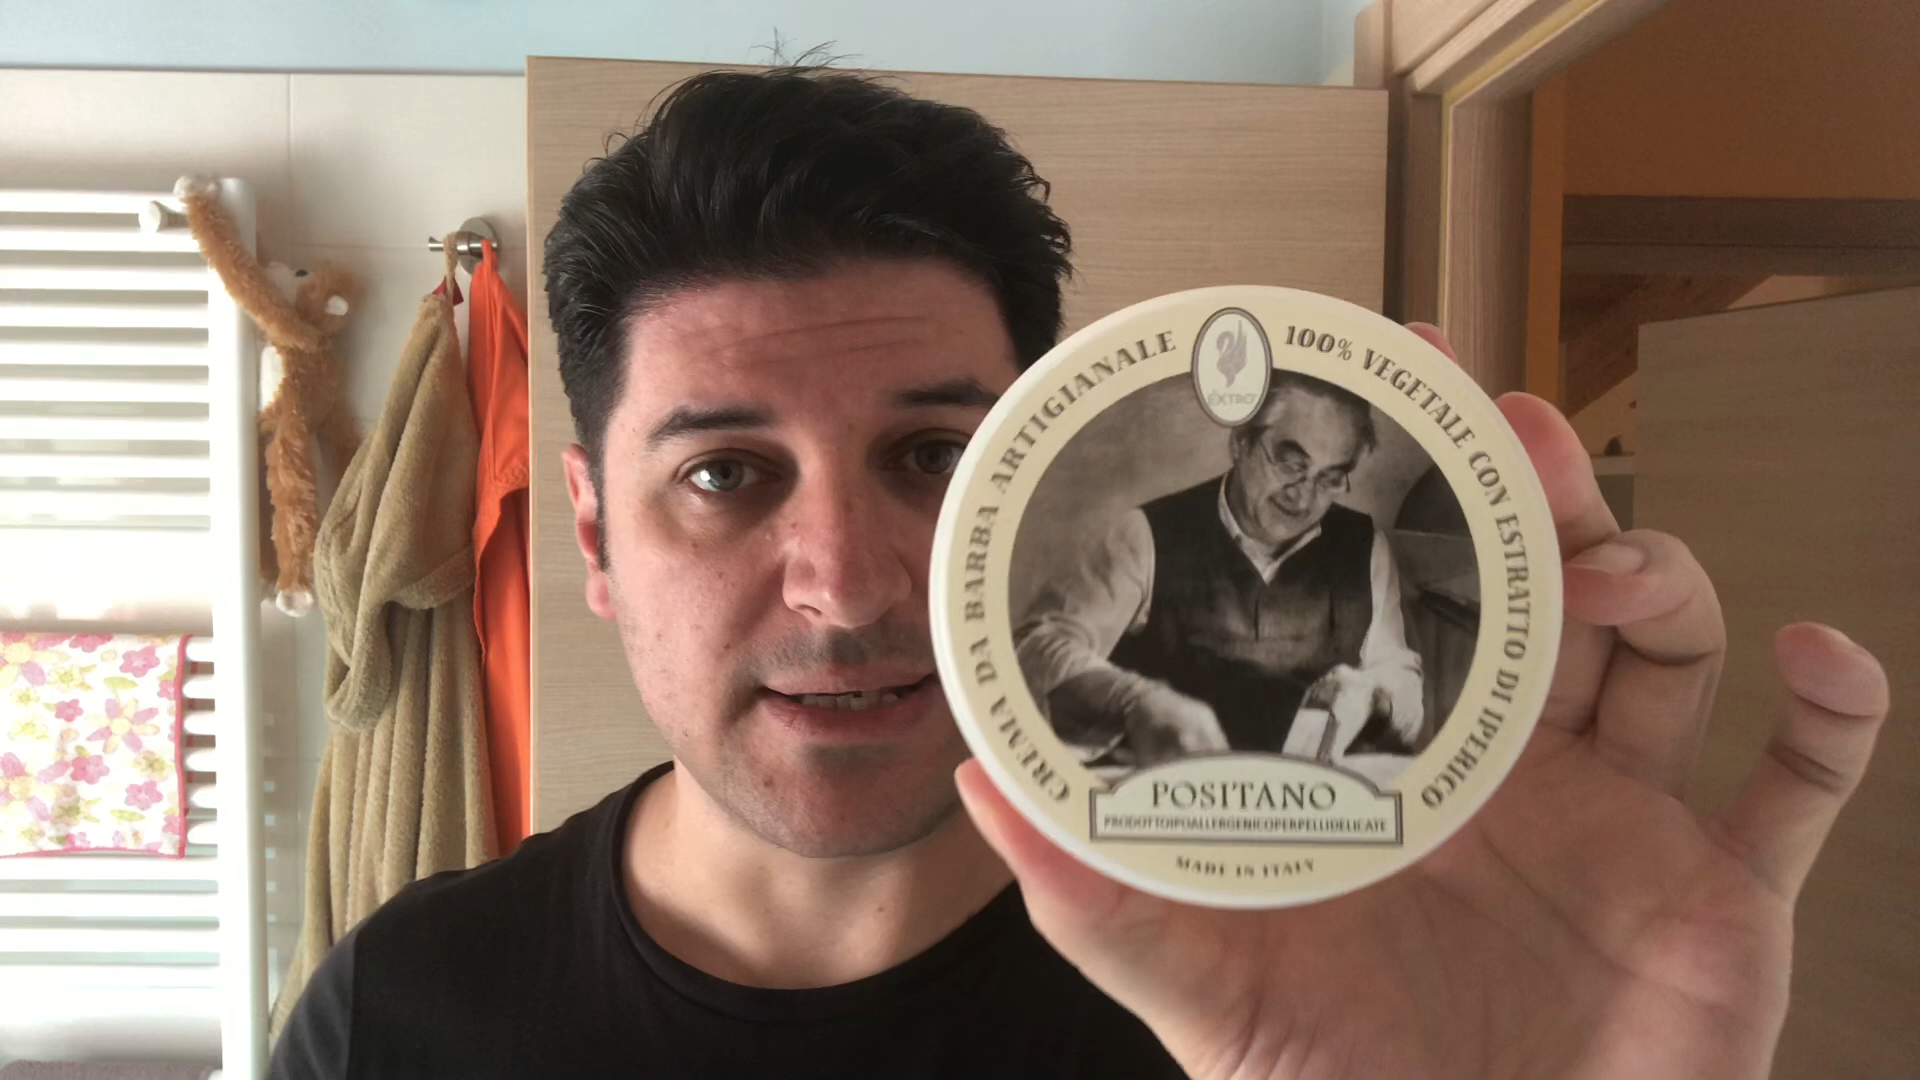 CREMA DA BARBA ARTIGIANALE
EXTRO
100% VEGETALE CON ESTRATTO DI IPERICO
POSITANO
PRODOTTOIPOALLERGENICOPERPELLIDELICATE
MADE IN ITALY